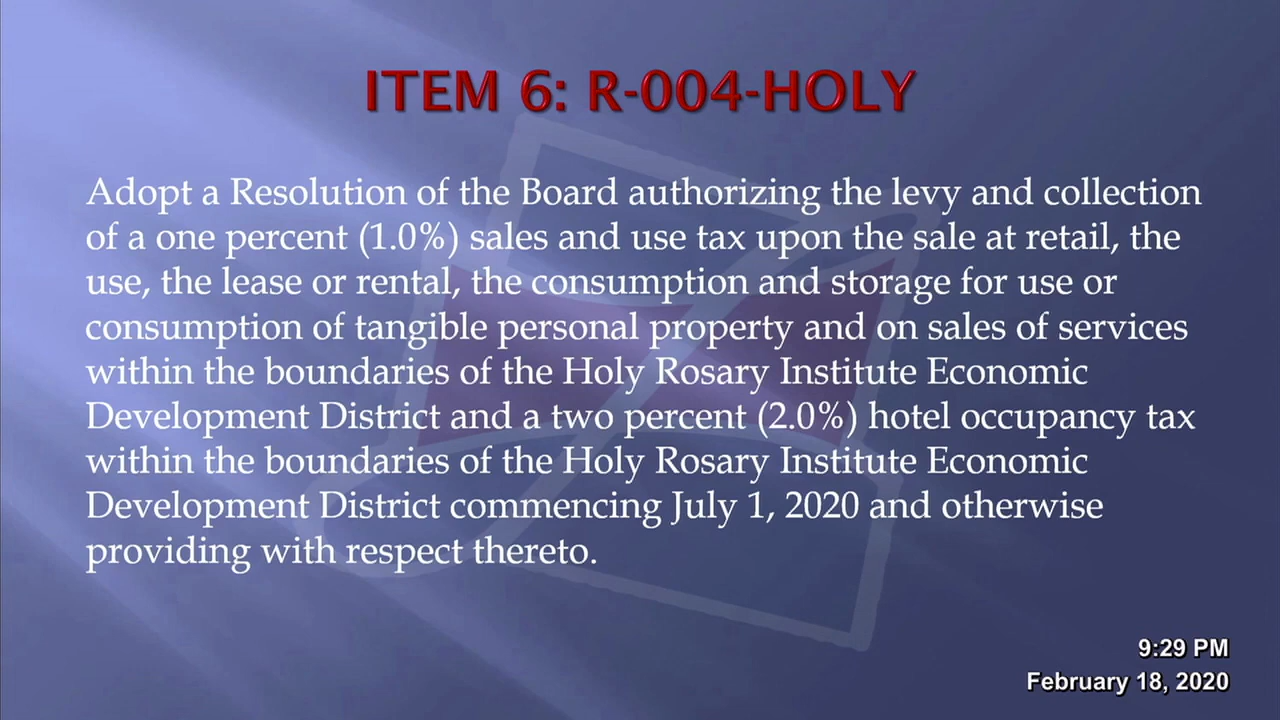 ITEM 6: R-004-HOLY
Adopt a Resolution of the Board authorizing the levy and collection
of a one percent (1.0%) sales and use tax upon the sale at retail, the
use, the lease or rental, the consumption and storage for use or
consumption of tangible personal property and on sales of services
within the boundaries of the Holy Rosary Institute Economic
Development District and a two percent (2.0%) hotel occupancy tax
within the boundaries of the Holy Rosary Institute Economic
Development District commencing July 1, 2020 and otherwise
providing with respect thereto.
9:29 PM
February 18, 2020